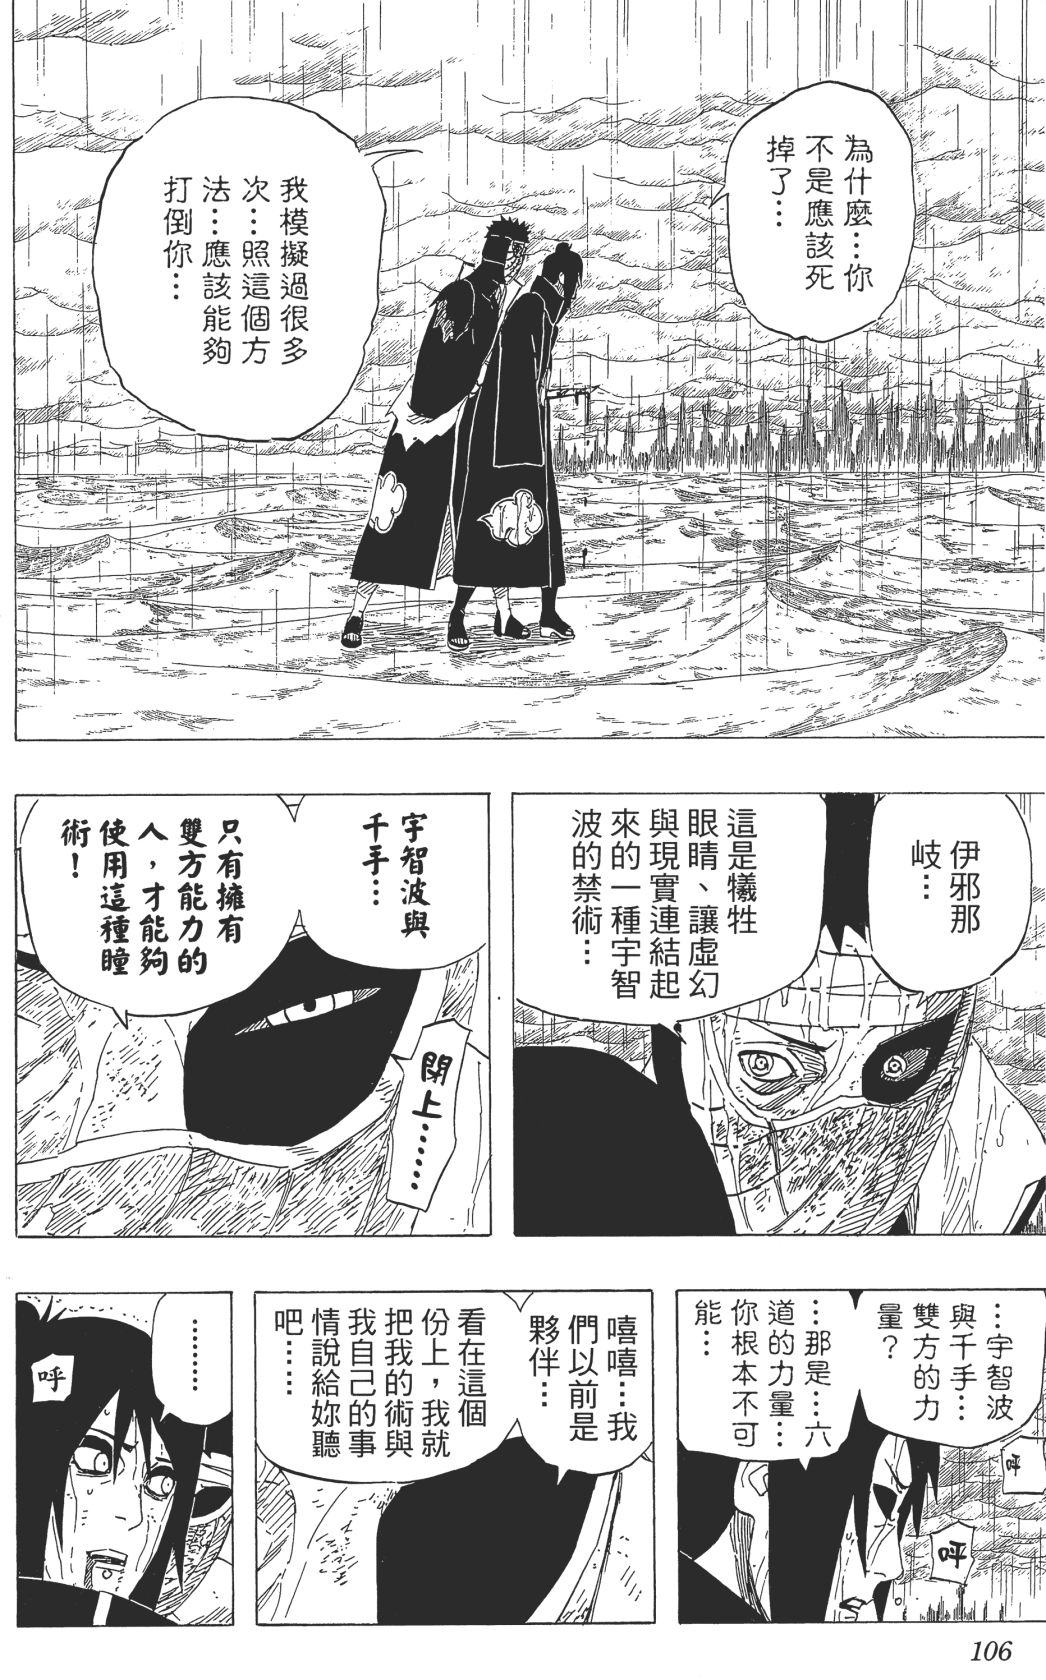 為什麼…你
不是應該死
掉了…
我模擬過很多
次…照這個方
法…應該能夠
打倒你…
伊邪那
岐…
這是犧牲
眼睛、讓虛幻
與現實連結起
來的一種宇智
波的禁術…
宇智波與
千手…
只有擁有
雙方能力的
人，才能夠
使用這種瞳
術！
閉上……
…宇智波
與千手…
雙方的力
量？
…那是…六
道的力量…
你根本不可
能…
呼
呼
嘻嘻…我
們以前是
夥伴…
看在這個
份上，我就
把我的術與
我自己的事
情說給妳聽
吧……
………
呼
106